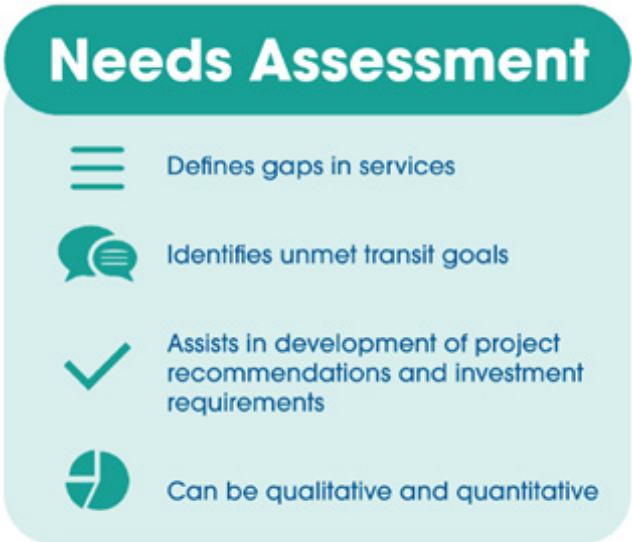 Needs Assessment
Defines gaps in services
Identifies unmet transit goals
Assists in development of project
recommendations and investment
requirements
Can be qualitative and quantitative